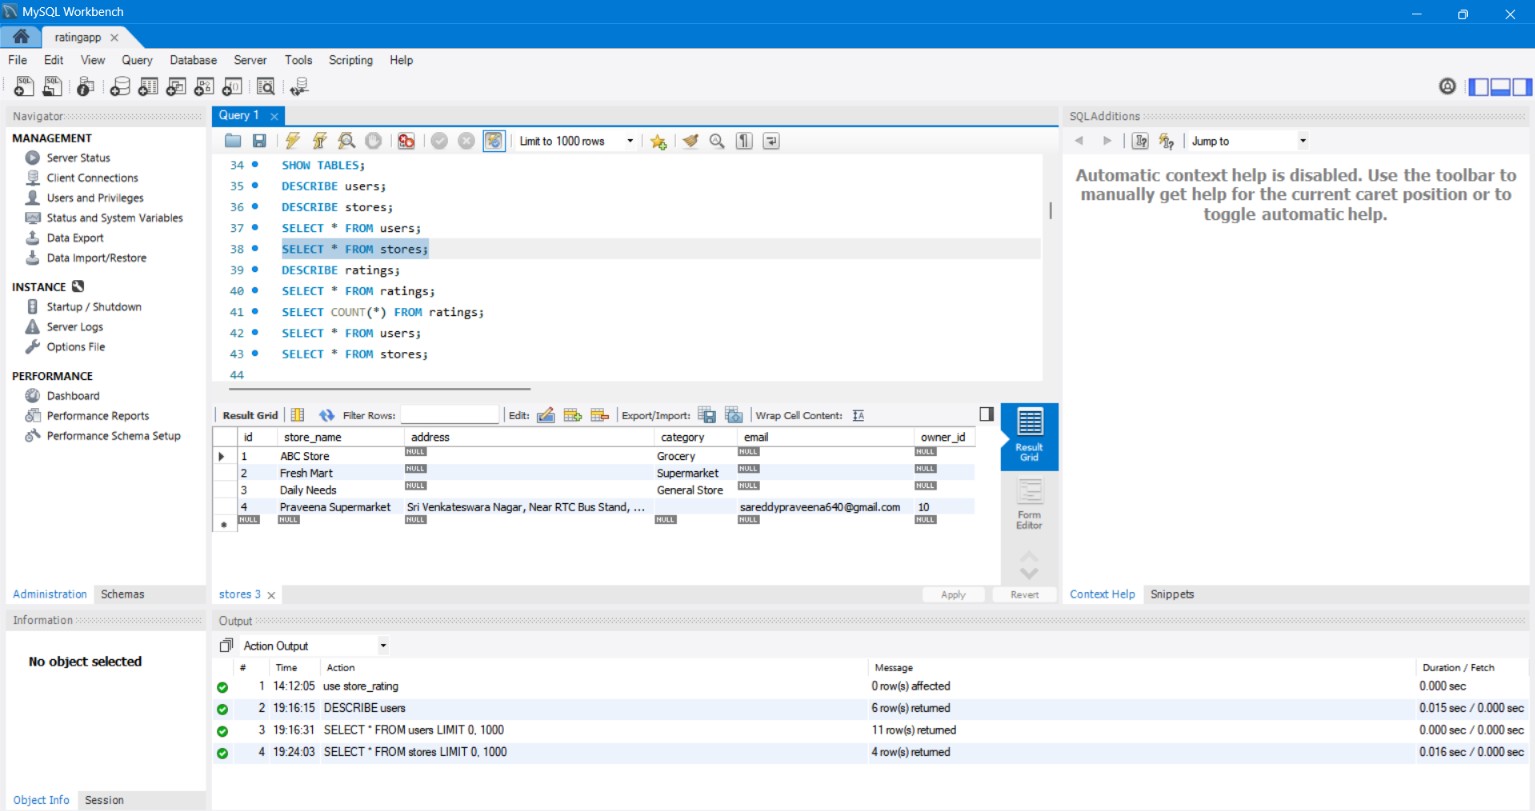 MySQL Workbench
ratingapp
File Edit View Query Database Server Tools Scripting Help
Navigator
MANAGEMENT
Server Status
Client Connections
Users and Privileges
Status and System Variables
Data Export
Data Import/Restore
INSTANCE
Startup / Shutdown
Server Logs
Options File
PERFORMANCE
Dashboard
Performance Reports
Performance Schema Setup
Administration Schemas
Information
No object selected
Object Info Session
Query 1
Limit to 1000 rows
34 SHOW TABLES;
35 DESCRIBE users;
36 DESCRIBE stores;
37 SELECT * FROM users;
38 SELECT * FROM stores;
39 DESCRIBE ratings;
40 SELECT * FROM ratings;
41 SELECT COUNT(*) FROM ratings;
42 SELECT * FROM users;
43 SELECT * FROM stores;
44
Result Grid Filter Rows: Edit: Export/Import: Wrap Cell Content:
id store_name address category email owner_id
1 ABC Store NULL Grocery NULL NULL
2 Fresh Mart NULL Supermarket NULL NULL
3 Daily Needs NULL General Store NULL NULL
4 Praveena Supermarket Sri Venkateswara Nagar, Near RTC Bus Stand, ... sareddypraveena640@gmail.com 10
NULL NULL NULL NULL NULL NULL
Result
Grid
Form
Editor
stores 3 Apply Revert
SQLAdditions
Jump to
Automatic context help is disabled. Use the toolbar to
manually get help for the current caret position or to
toggle automatic help.
Context Help Snippets
Output
Action Output
# Time Action Message Duration / Fetch
1 14:12:05 use store_rating 0 row(s) affected 0.000 sec
2 19:16:15 DESCRIBE users 6 row(s) returned 0.015 sec / 0.000 sec
3 19:16:31 SELECT * FROM users LIMIT 0, 1000 11 row(s) returned 0.000 sec / 0.000 sec
4 19:24:03 SELECT * FROM stores LIMIT 0, 1000 4 row(s) returned 0.016 sec / 0.000 sec